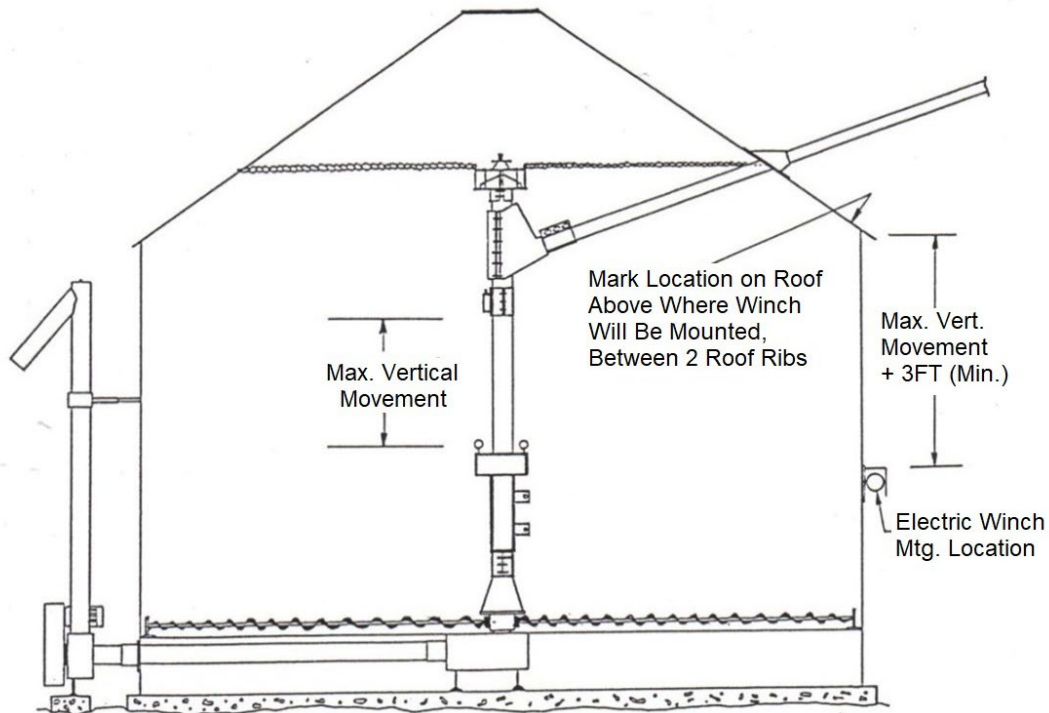 Mark Location on Roof
Above Where Winch
Will Be Mounted,
Between 2 Roof Ribs
Max. Vert.
Movement
+ 3FT (Min.)
Max. Vertical
Movement
Electric Winch
Mtg. Location